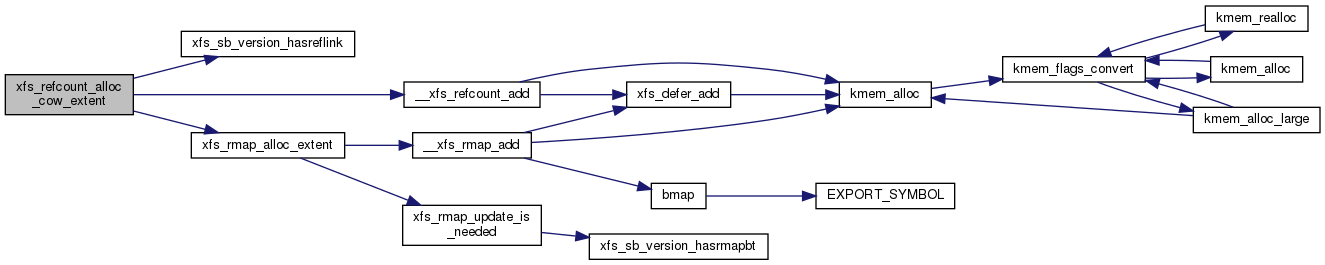 xfs_refcount_alloc
_cow_extent
xfs_sb_version_hasreflink
__xfs_refcount_add
xfs_rmap_alloc_extent
__xfs_rmap_add
xfs_rmap_update_is
_needed
xfs_defer_add
bmap
xfs_sb_version_hasrmapbt
kmem_alloc
EXPORT_SYMBOL
kmem_flags_convert
kmem_realloc
kmem_alloc
kmem_alloc_large